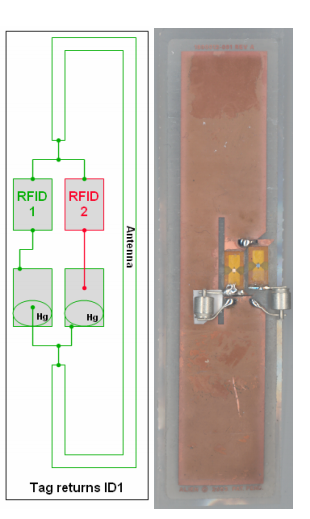 RFID
1
RFID
2
Antenna
Hg
Hg
Tag returns ID1